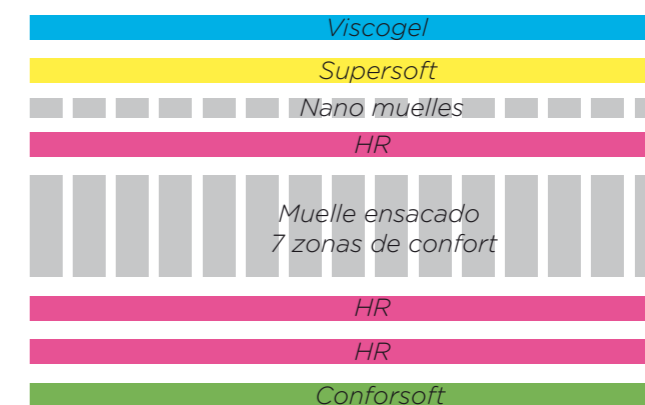 Viscogel
Supersoft
Nano muelles
HR
Muelle ensacado
7 zonas de confort
HR
HR
Conforsoft